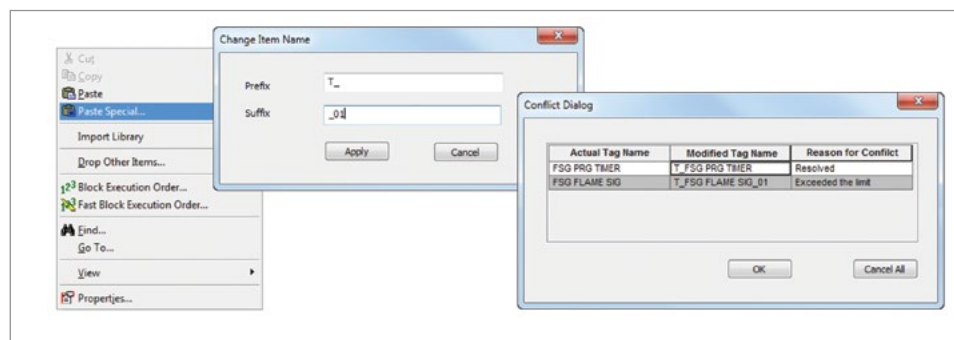 Cut
Copy
Paste
Paste Special...
Import Library
Drop Other Items...
Block Execution Order...
Fast Block Execution Order...
Find...
Go To...
View
Properties...
Change Item Name
Prefix
T_
Suffix
_01
Apply Cancel
Conflict Dialog
Actual Tag Name Modified Tag Name Reason for Conflict
FSG PRG TIMER T_FSG PRG TIMER Resolved
FSG FLAME SIG T_FSG FLAME SIG_01 Exceeded the limit
OK Cancel All